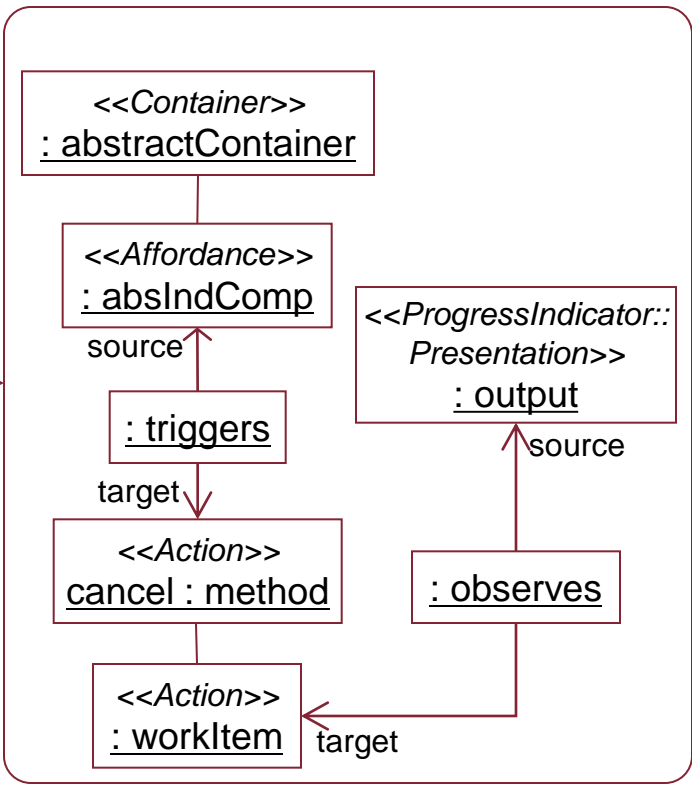 <<Container>>
: abstractContainer
<<Affordance>>
: absIndComp
source
: triggers
target
<<Action>>
cancel : method
<<Action>>
: workItem
<<ProgressIndicator::
Presentation>>
: output
source
: observes
target